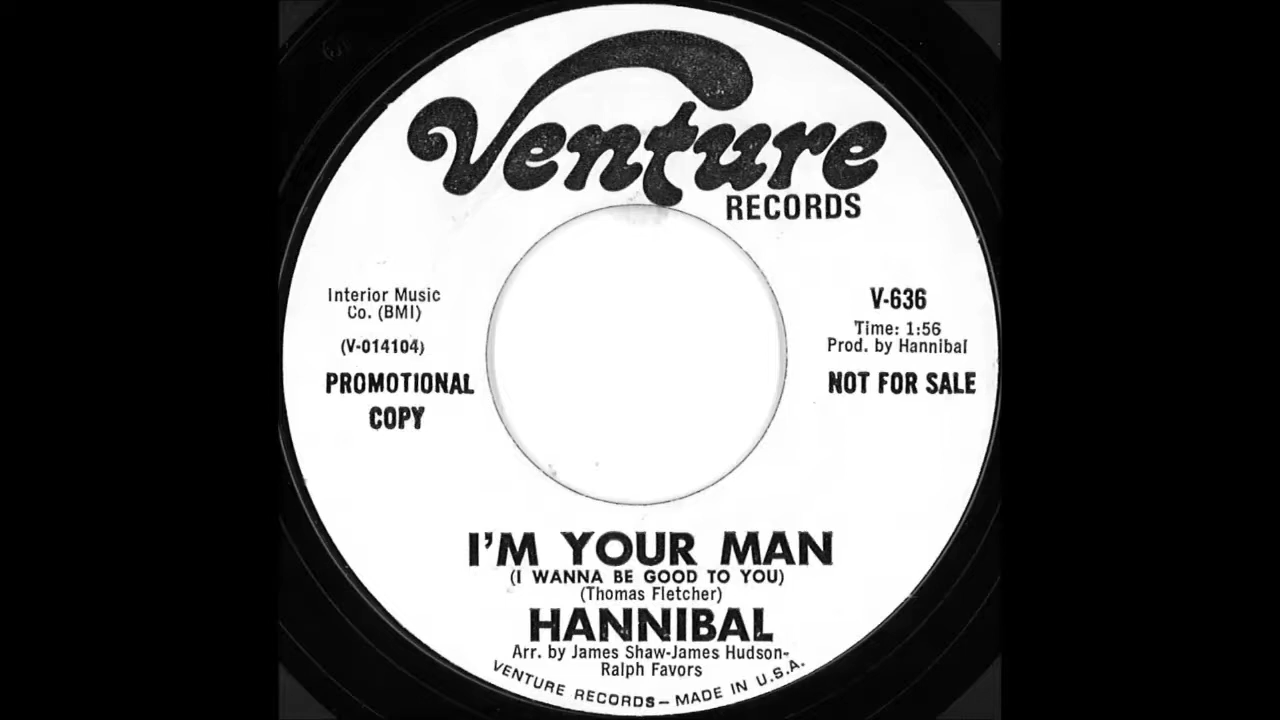 Venture
RECORDS
Interior Music
Co. (BMI)
(V-014104)
PROMOTIONAL
COPY
V-636
Time: 1:56
Prod. by Hannibal
NOT FOR SALE
I'M YOUR MAN
(I WANNA BE GOOD TO YOU)
(Thomas Fletcher)
HANNIBAL
Arr. by James Shaw-James Hudson-
Ralph Favors
VENTURE RECORDS – MADE IN U.S.A.